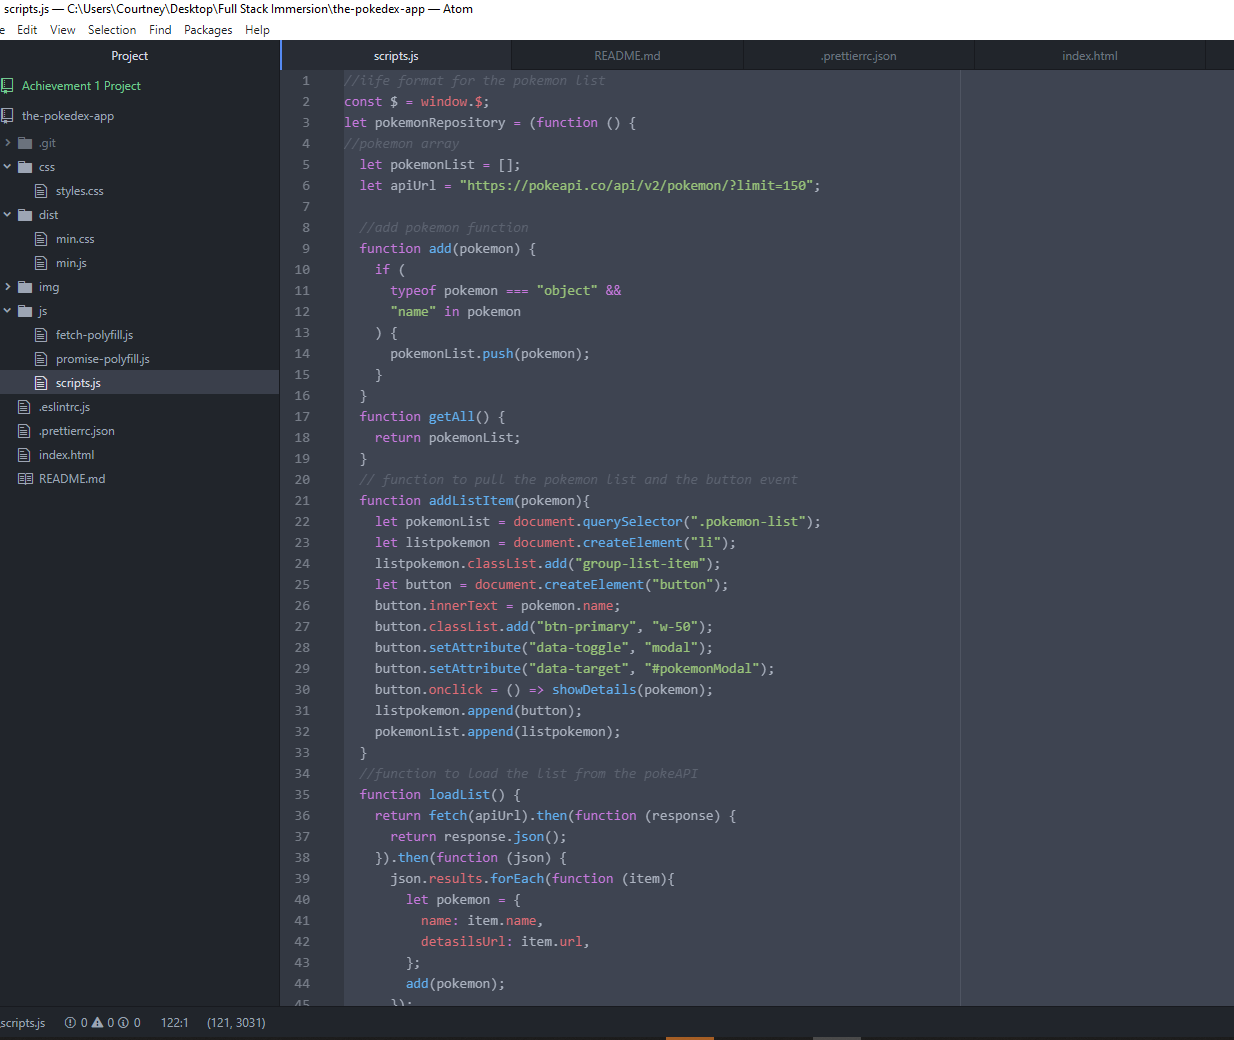 scripts.js — C:\Users\Courtney\Desktop\Full Stack Immersion\the-pokedex-app — Atom
e Edit View Selection Find Packages Help
Project
Achievement 1 Project
the-pokedex-app
.git
css
styles.css
dist
min.css
min.js
img
js
fetch-polyfill.js
promise-polyfill.js
scripts.js
.eslintrc.js
.prettierrc.json
index.html
README.md
scripts.js README.md .prettierrc.json index.html
1 //iife format for the pokemon list
2 const $ = window.$;
3 let pokemonRepository = (function () {
4 //pokemon array
5   let pokemonList = [];
6   let apiUrl = "https://pokeapi.co/api/v2/pokemon/?limit=150";
7
8   //add pokemon function
9   function add(pokemon) {
10     if (
11       typeof pokemon === "object" &&
12       "name" in pokemon
13     ) {
14       pokemonList.push(pokemon);
15     }
16   }
17   function getAll() {
18     return pokemonList;
19   }
20   // function to pull the pokemon list and the button event
21   function addListItem(pokemon){
22     let pokemonList = document.querySelector(".pokemon-list");
23     let listpokemon = document.createElement("li");
24     listpokemon.classList.add("group-list-item");
25     let button = document.createElement("button");
26     button.innerText = pokemon.name;
27     button.classList.add("btn-primary", "w-50");
28     button.setAttribute("data-toggle", "modal");
29     button.setAttribute("data-target", "#pokemonModal");
30     button.onclick = () => showDetails(pokemon);
31     listpokemon.append(button);
32     pokemonList.append(listpokemon);
33   }
34   //function to load the list from the pokeAPI
35   function loadList() {
36     return fetch(apiUrl).then(function (response) {
37       return response.json();
38     }).then(function (json) {
39       json.results.forEach(function (item){
40         let pokemon = {
41           name: item.name,
42           detasilsUrl: item.url,
43         };
44         add(pokemon);
45       });
scripts.js 0 0 0 122:1 (121, 3031)